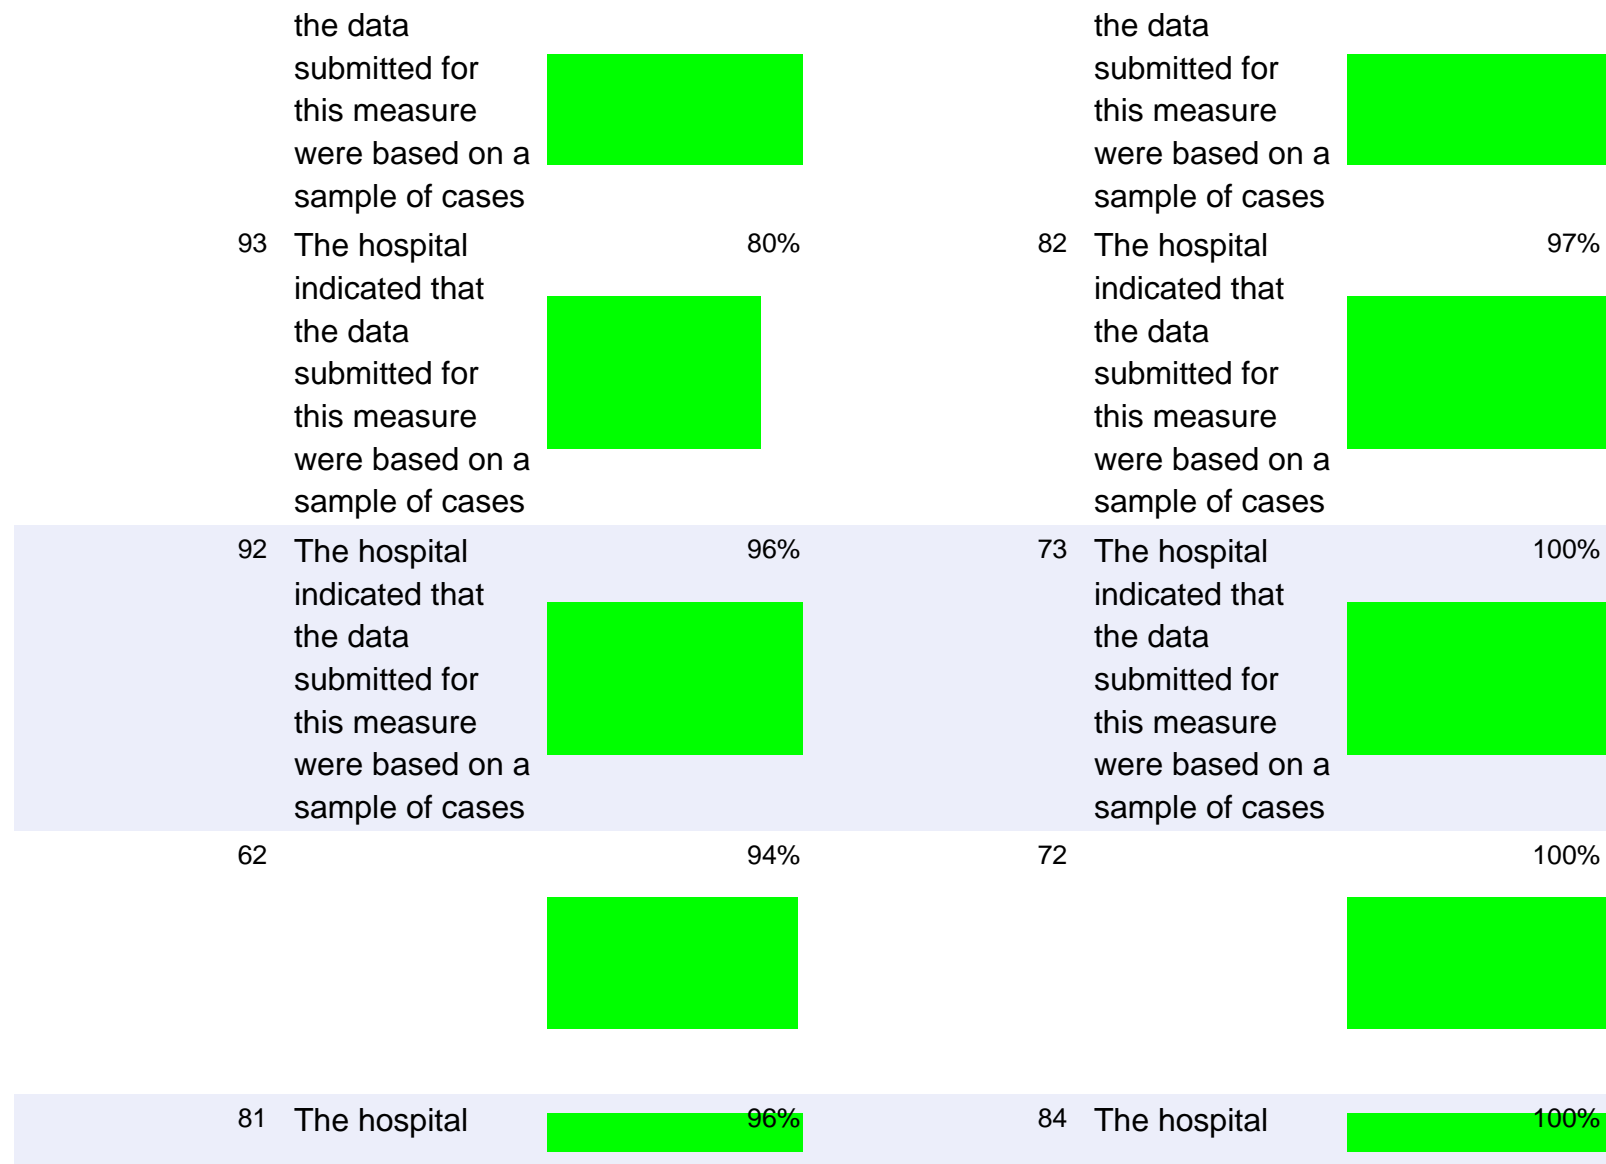 the data the data
submitted for submitted for
this measure this measure
were based on a were based on a
sample of cases sample of cases
93 The hospital 80% 82 The hospital 97%
indicated that indicated that
the data the data
submitted for submitted for
this measure this measure
were based on a were based on a
sample of cases sample of cases
92 The hospital 96% 73 The hospital 100%
indicated that indicated that
the data the data
submitted for submitted for
this measure this measure
were based on a were based on a
sample of cases sample of cases
62 94% 72 100%
81 The hospital 96% 84 The hospital 100%